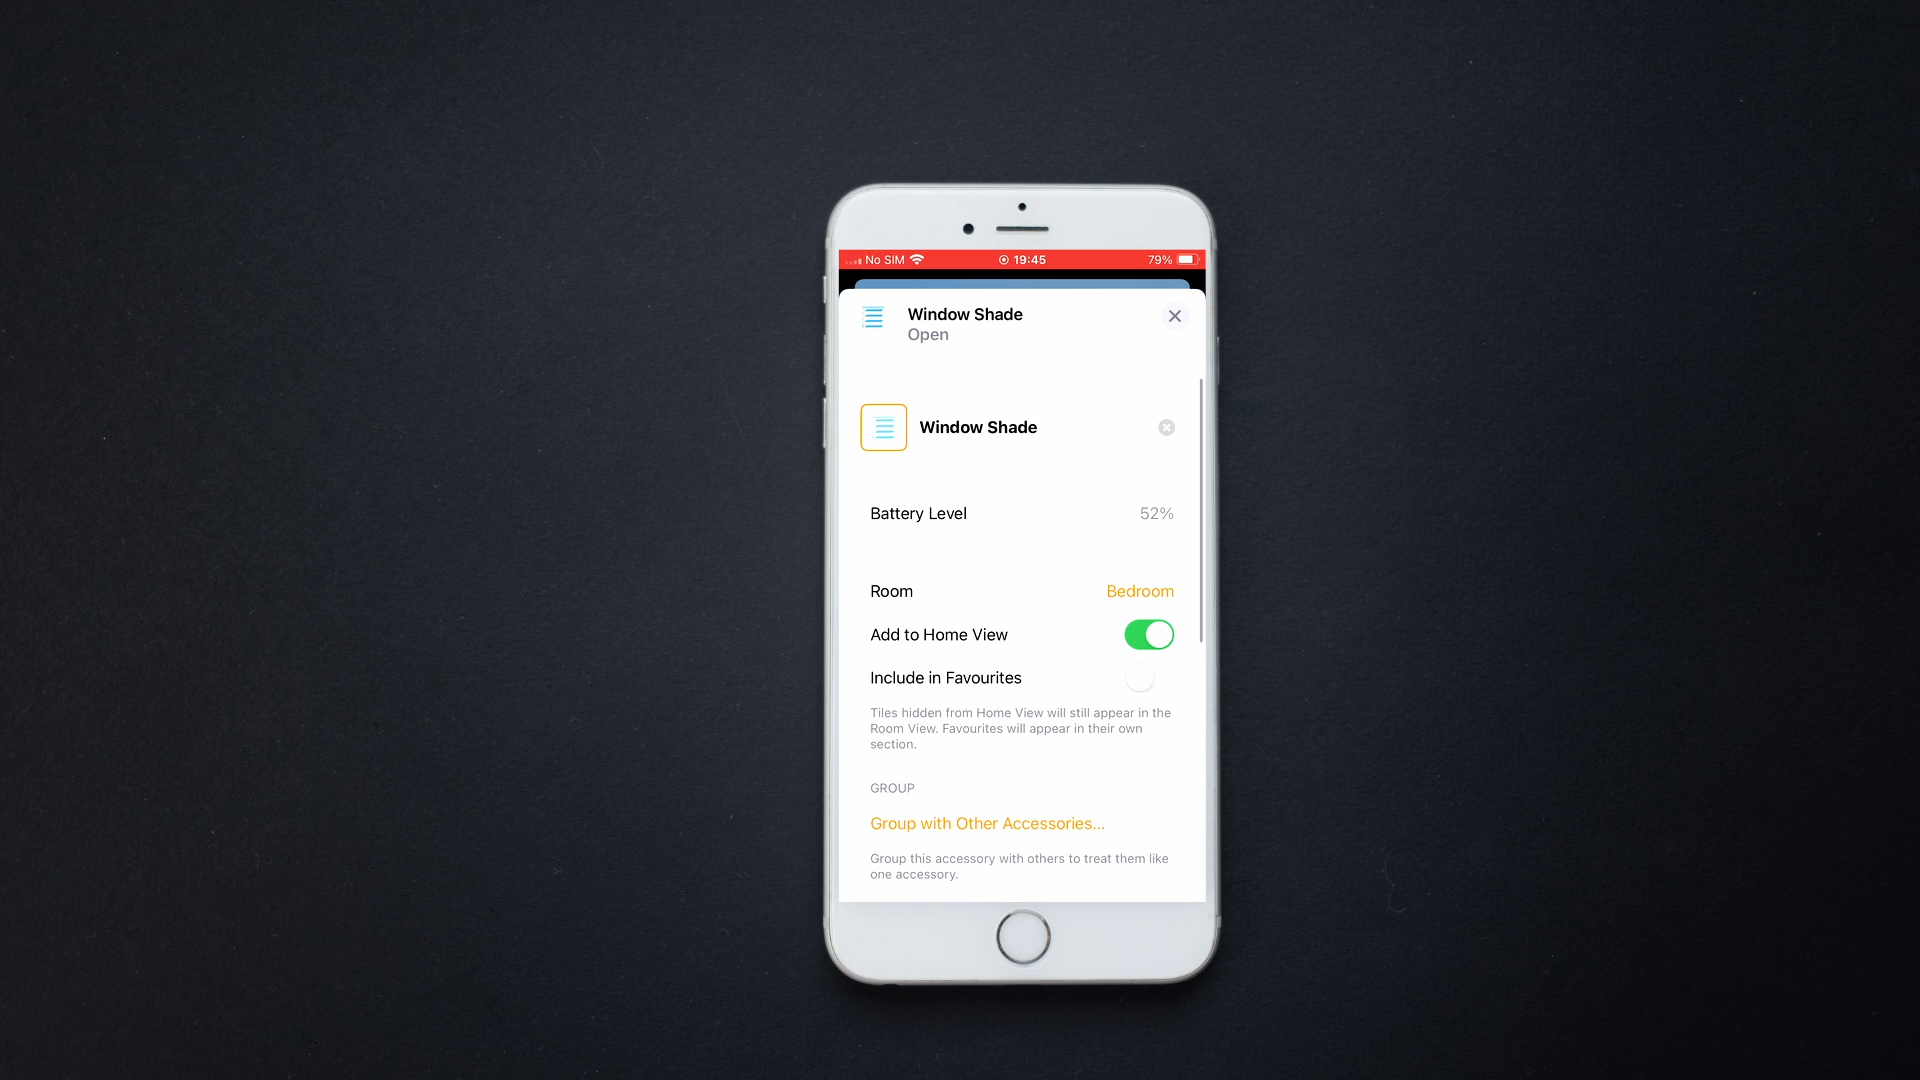 No SIM 19:45 79%
Window Shade
Open
Window Shade
Battery Level 52%
Room Bedroom
Add to Home View
Include in Favourites
Tiles hidden from Home View will still appear in the
Room View. Favourites will appear in their own
section.
GROUP
Group with Other Accessories...
Group this accessory with others to treat them like
one accessory.